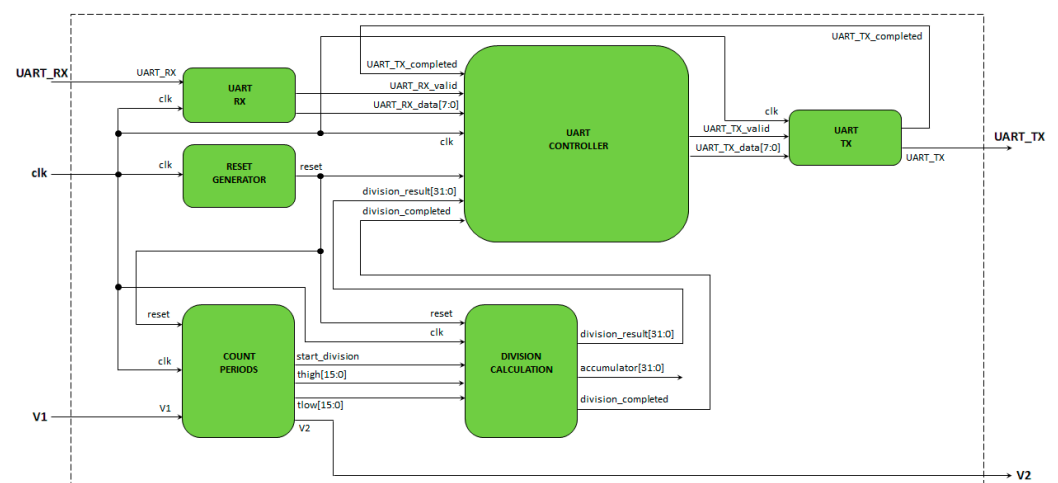 UART_TX_completed
UART_TX_completed
UART_RX
UART_RX
UART
RX
UART_RX_valid
UART_RX_data[7:0]
clk
clk
UART
CONTROLLER
clk
UART_TX_valid
UART_TX_data[7:0]
UART
TX
UART_TX
UART_TX
clk
clk
RESET
GENERATOR
reset
division_result[31:0]
division_completed
reset
clk
COUNT
PERIODS
start_division
thigh[15:0]
tlow[15:0]
reset
clk
DIVISION
CALCULATION
division_result[31:0]
accumulator[31:0]
division_completed
V1
V1
V2
V2